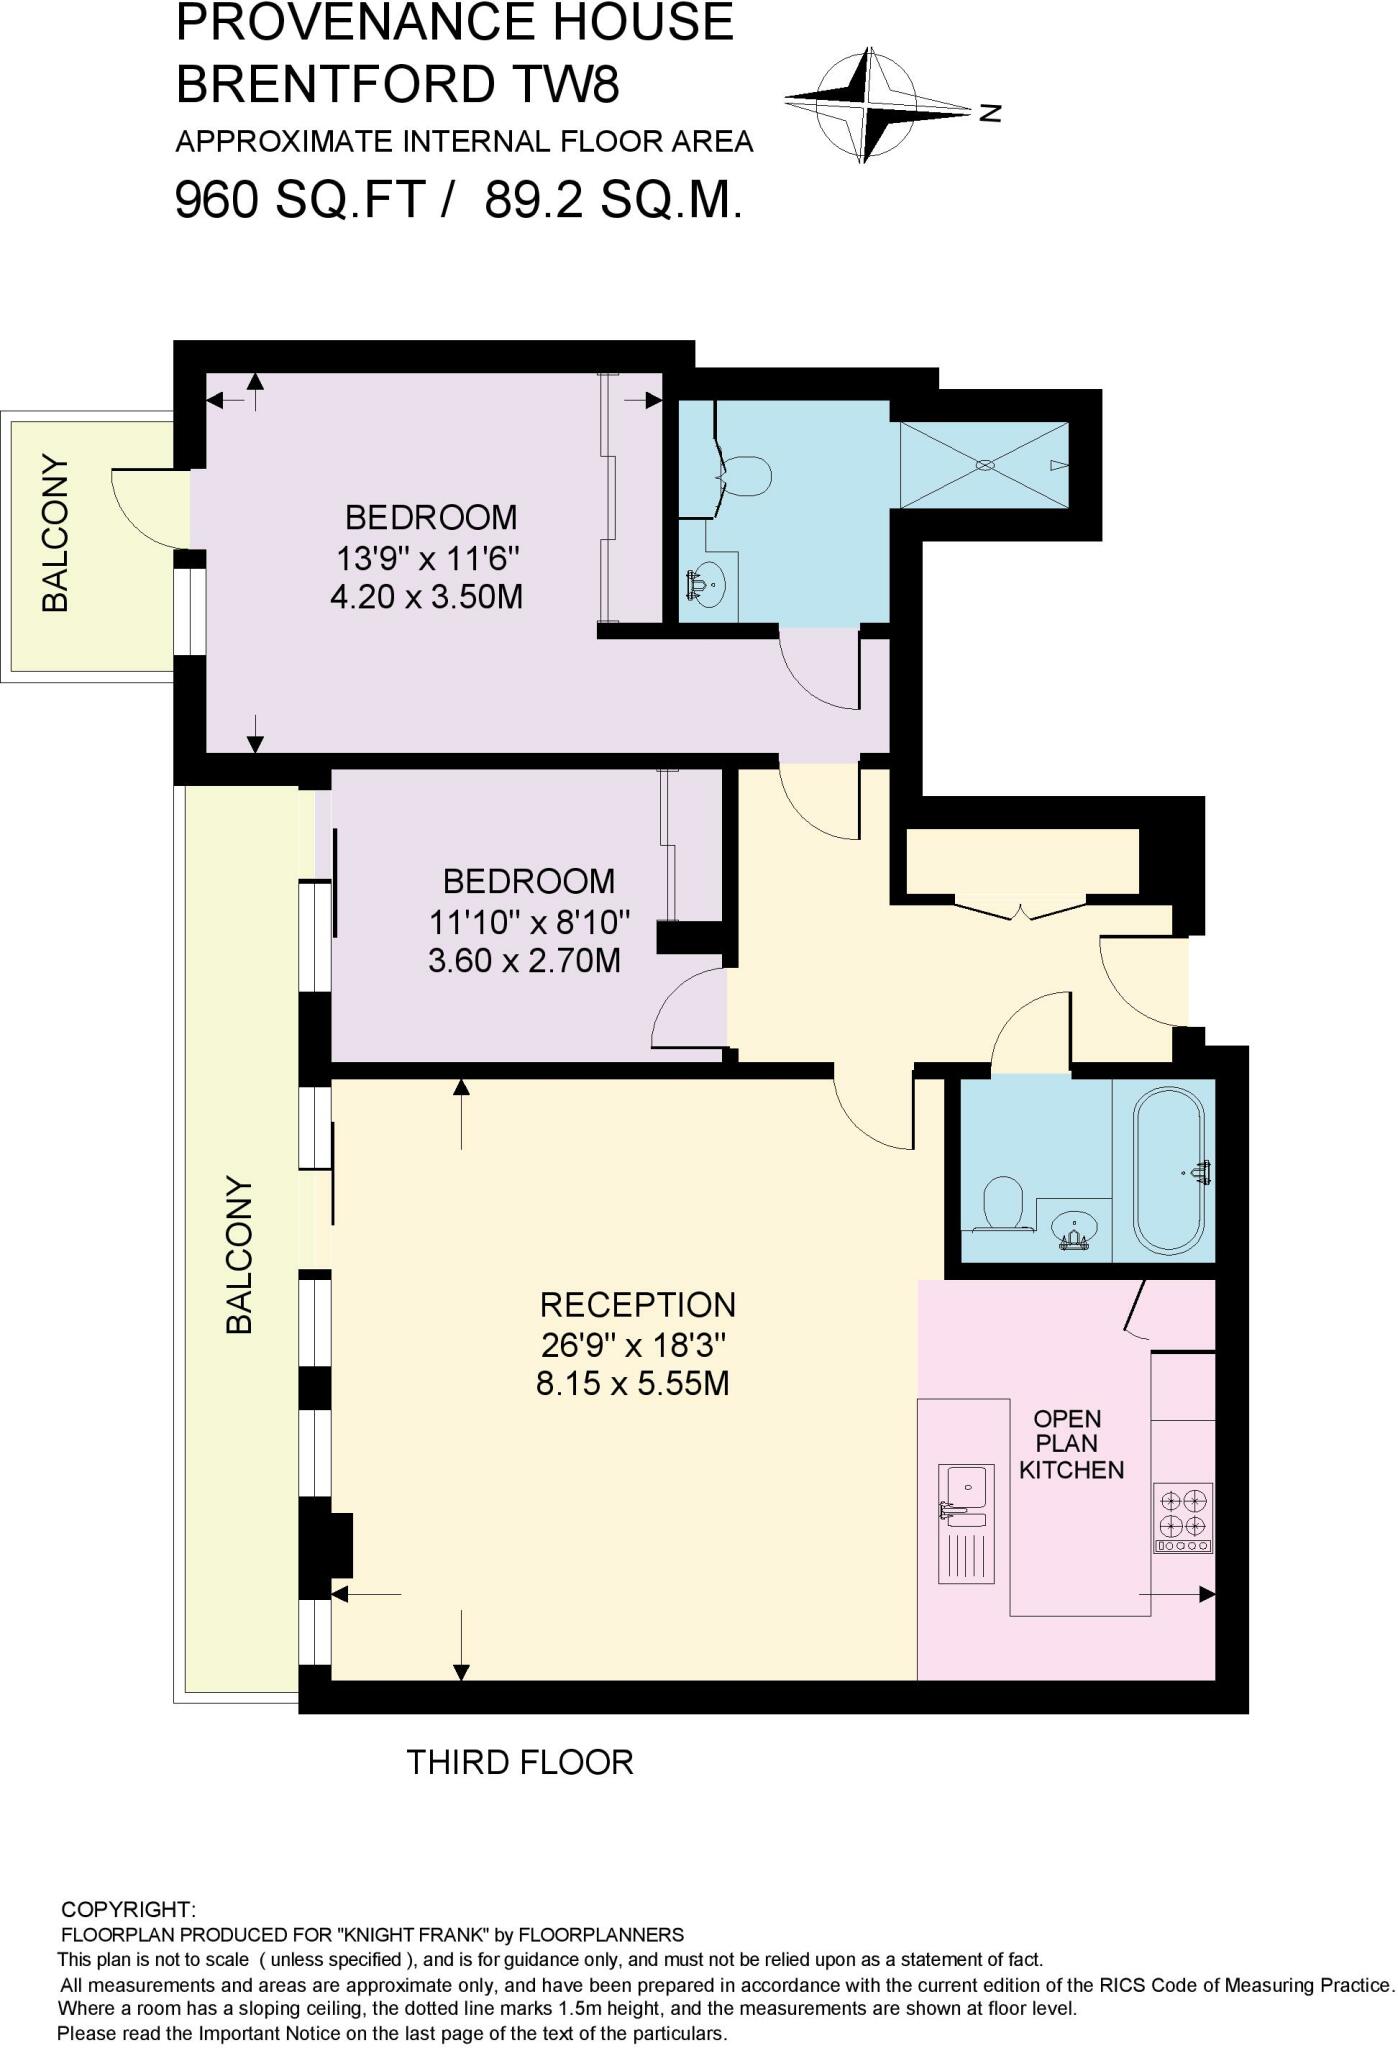 PROVENANCE HOUSE
BRENTFORD TW8
APPROXIMATE INTERNAL FLOOR AREA
960 SQ.FT / 89.2 SQ.M.
N
BALCONY
BEDROOM
13'9" x 11'6"
4.20 x 3.50M
BEDROOM
11'10" x 8'10"
3.60 x 2.70M
BALCONY
RECEPTION
26'9" x 18'3"
8.15 x 5.55M
OPEN
PLAN
KITCHEN
THIRD FLOOR
COPYRIGHT:
FLOORPLAN PRODUCED FOR "KNIGHT FRANK" by FLOORPLANNERS
This plan is not to scale ( unless specified ), and is for guidance only, and must not be relied upon as a statement of fact.
All measurements and areas are approximate only, and have been prepared in accordance with the current edition of the RICS Code of Measuring Practice.
Where a room has a sloping ceiling, the dotted line marks 1.5m height, and the measurements are shown at floor level.
Please read the Important Notice on the last page of the text of the particulars.